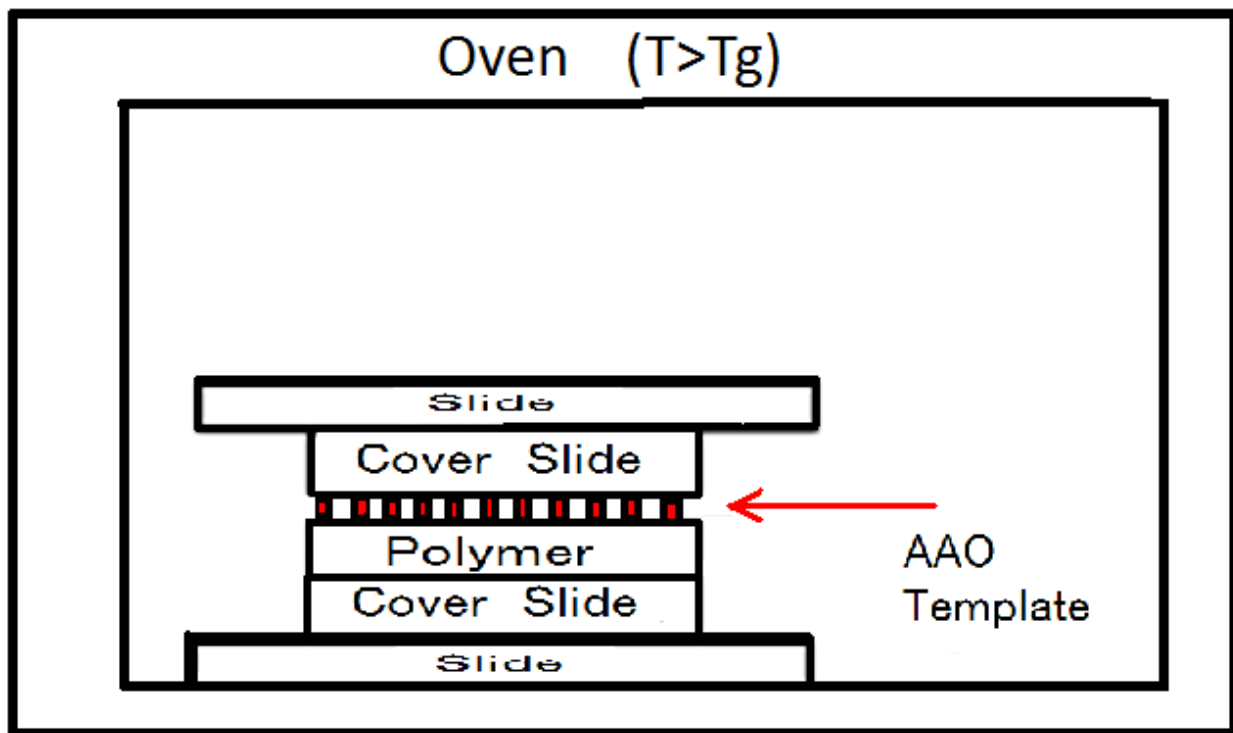 Oven (T>Tg)
Slide
Cover Slide
Polymer
Cover Slide
Slide
AAO
Template